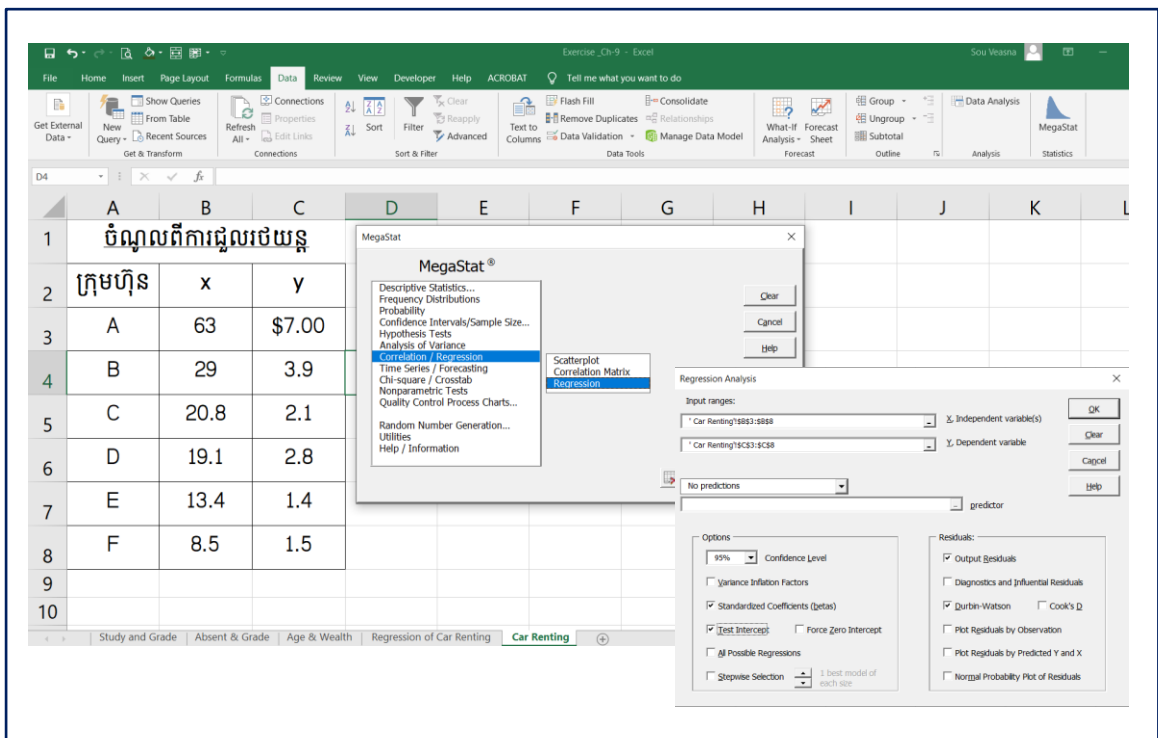 Exercise _Ch-9 - Excel
Sou Veasna
File Home Insert Page Layout Formulas Data Review View Developer Help ACROBAT Tell me what you want to do
Get External Data
New Query
Show Queries
From Table
Recent Sources
Get & Transform
Refresh All
Connections
Properties
Edit Links
Connections
Sort
Filter
Clear
Reapply
Advanced
Sort & Filter
Text to Columns
Flash Fill
Remove Duplicates
Data Validation
Consolidate
Relationships
Manage Data Model
Data Tools
What-If Analysis
Forecast Sheet
Forecast
Group
Ungroup
Subtotal
Outline
Data Analysis
Analysis
MegaStat
Statistics
D4
fx
A B C D E F G H I J K L
1 ចំណូលពីការជួលរថយន្ត
2 ក្រុមហ៊ុន x y
3 A 63 $7.00
4 B 29 3.9
5 C 20.8 2.1
6 D 19.1 2.8
7 E 13.4 1.4
8 F 8.5 1.5
9
10
Study and Grade Absent & Grade Age & Wealth Regression of Car Renting Car Renting
MegaStat
MegaStat ®
Descriptive Statistics...
Frequency Distributions
Probability
Confidence Intervals/Sample Size...
Hypothesis Tests
Analysis of Variance
Correlation / Regression
Time Series / Forecasting
Chi-square / Crosstab
Nonparametric Tests
Quality Control Process Charts...
Random Number Generation...
Utilities
Help / Information
Scatterplot
Correlation Matrix
Regression
Clear
Cancel
Help
Regression Analysis
Input ranges:
' Car Renting'!$B$3:$B$8
X, Independent variable(s)
' Car Renting'!$C$3:$C$8
Y, Dependent variable
OK
Clear
Cancel
Help
No predictions
predictor
Options
95% Confidence Level
Variance Inflation Factors
Standardized Coefficients (betas)
Test Intercept Force Zero Intercept
All Possible Regressions
Stepwise Selection 1 best model of each size
Residuals:
Output Residuals
Diagnostics and Influential Residuals
Durbin-Watson Cook's D
Plot Residuals by Observation
Plot Residuals by Predicted Y and X
Normal Probability Plot of Residuals